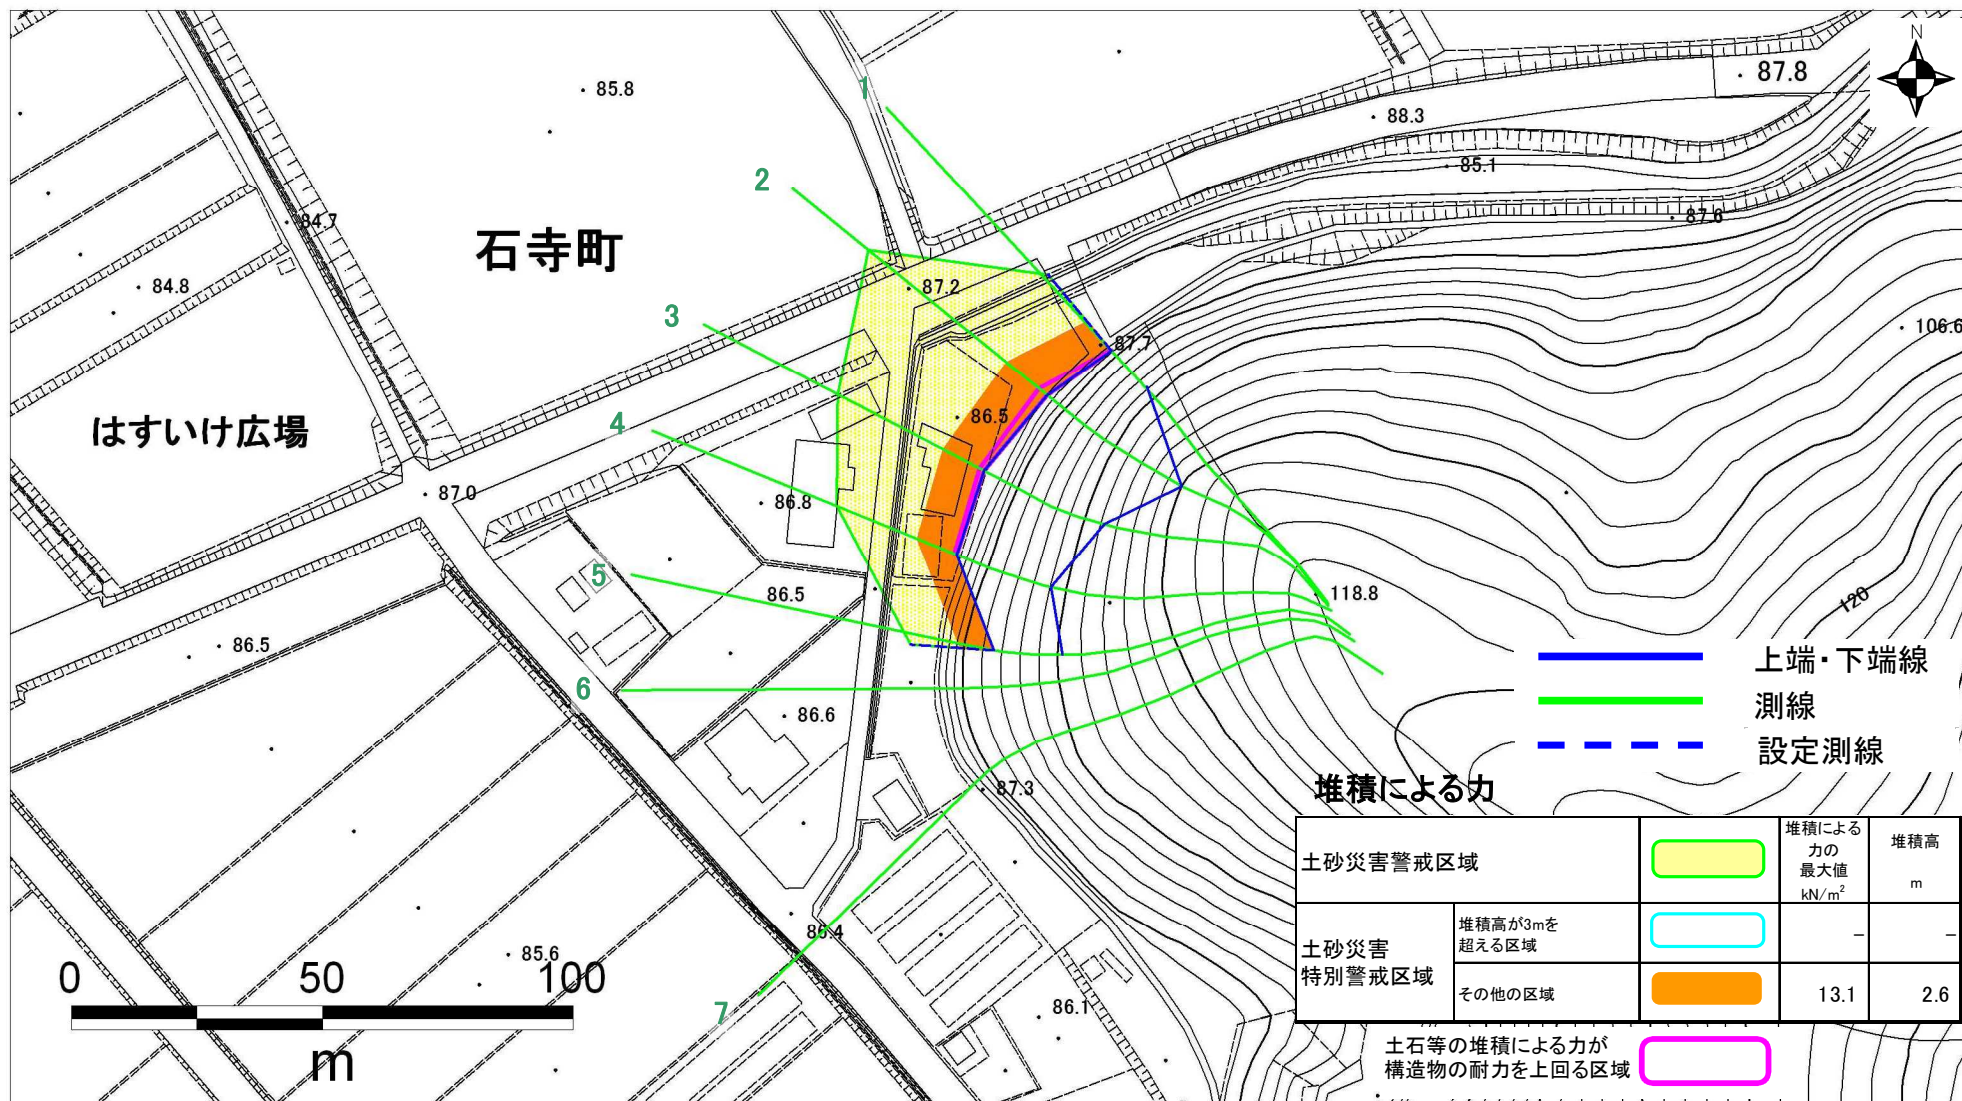 N
1
85.8
87.8
88.3
2
85.1
84.7
87.6
石寺町
84.8
87.2
3
106.6
87.7
4
86.5
はすいけ広場
87.0
86.8
5
86.5
118.8
120
86.5
6
86.6
上端・下端線
測線
設定測線
87.3
堆積による力
土砂災害警戒区域
堆積による
力の
最大値
kN/m²
堆積高
m
土砂災害
特別警戒区域
堆積高が3mを
超える区域
－
－
その他の区域
13.1
2.6
86.4
85.6
0
50
100
m
7
86.1
土石等の堆積による力が
構造物の耐力を上回る区域